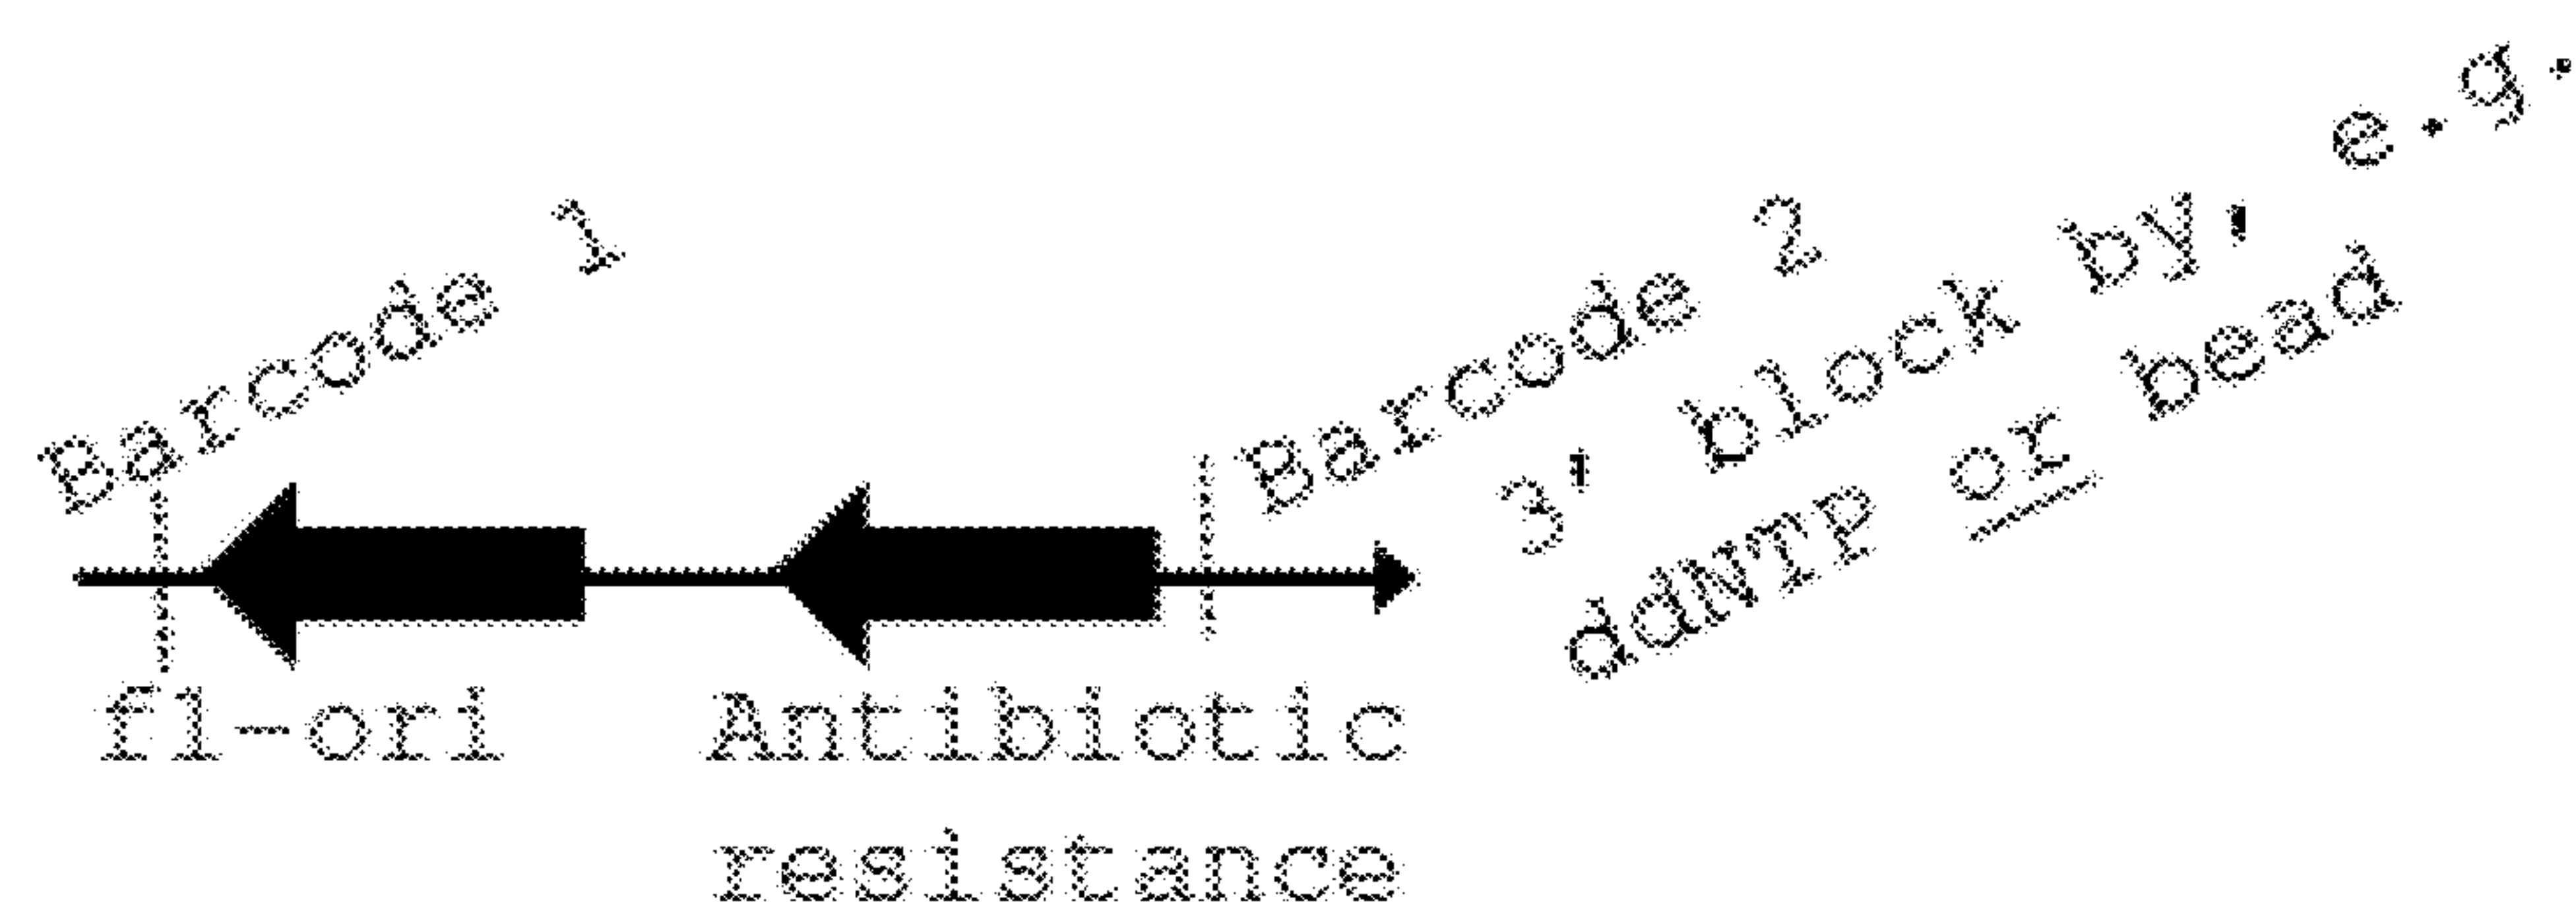 Barcode 1
Barcode 2
3' block by, e.g.
ddNTP or bead
f1-ori
Antibiotic
resistance